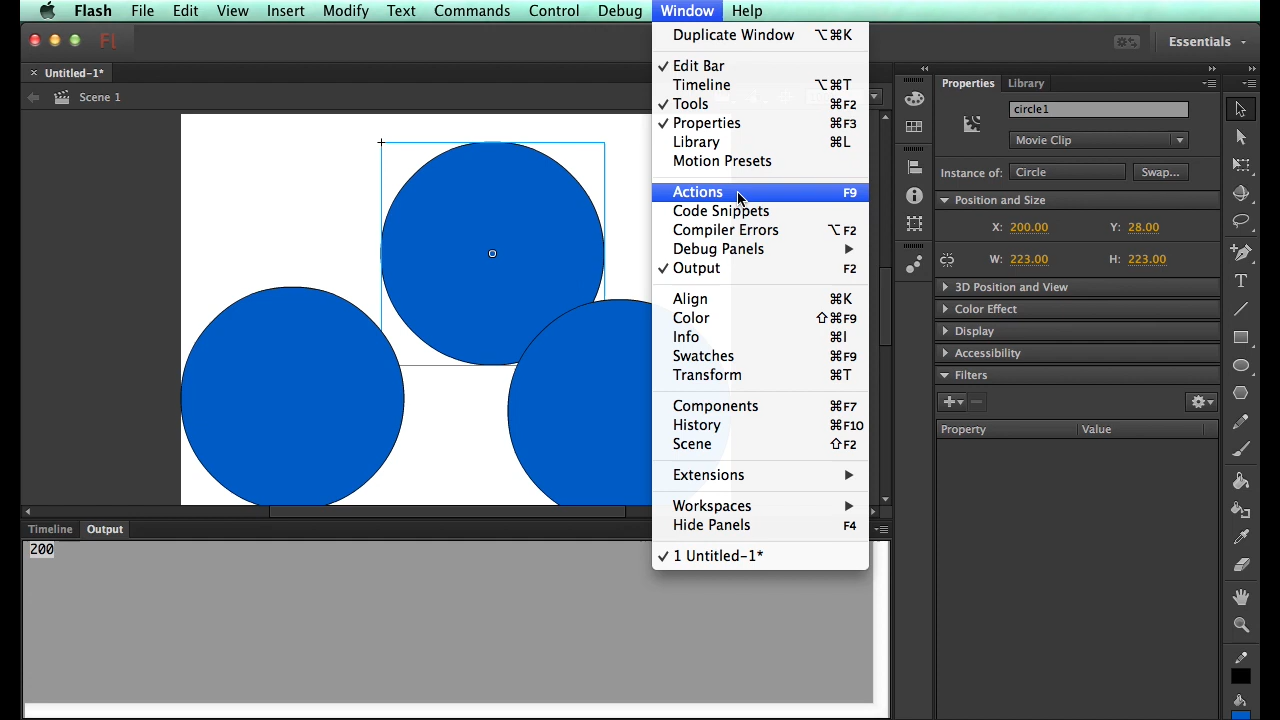 Flash File Edit View Insert Modify Text Commands Control Debug Window Help
Fl
Essentials
Untitled-1*
Scene 1
Duplicate Window ⌥⌘K
✓ Edit Bar
Timeline ⌥⌘T
✓ Tools ⌘F2
✓ Properties ⌘F3
Library ⌘L
Motion Presets
Actions F9
Code Snippets
Compiler Errors ⌥F2
Debug Panels
✓ Output F2
Align ⌘K
Color ⇧⌘F9
Info ⌘I
Swatches ⌘F9
Transform ⌘T
Components ⌘F7
History ⌘F10
Scene ⇧F2
Extensions
Workspaces
Hide Panels F4
✓ 1 Untitled-1*
Properties Library
circle1
Movie Clip
Instance of: Circle Swap...
Position and Size
X: 200.00 Y: 28.00
W: 223.00 H: 223.00
3D Position and View
Color Effect
Display
Accessibility
Filters
Property Value
Timeline Output
200